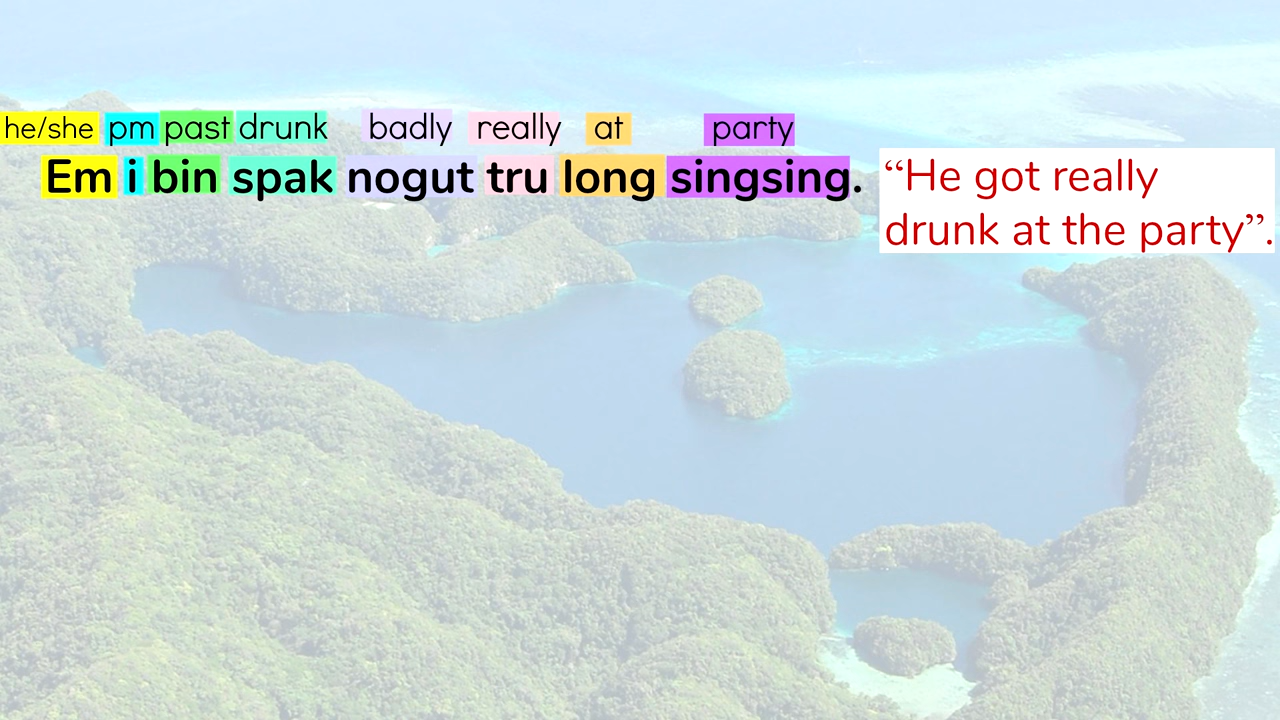 he/she pm past drunk badly really at party
Em i bin spak nogut tru long singsing.
“He got really
drunk at the party”.